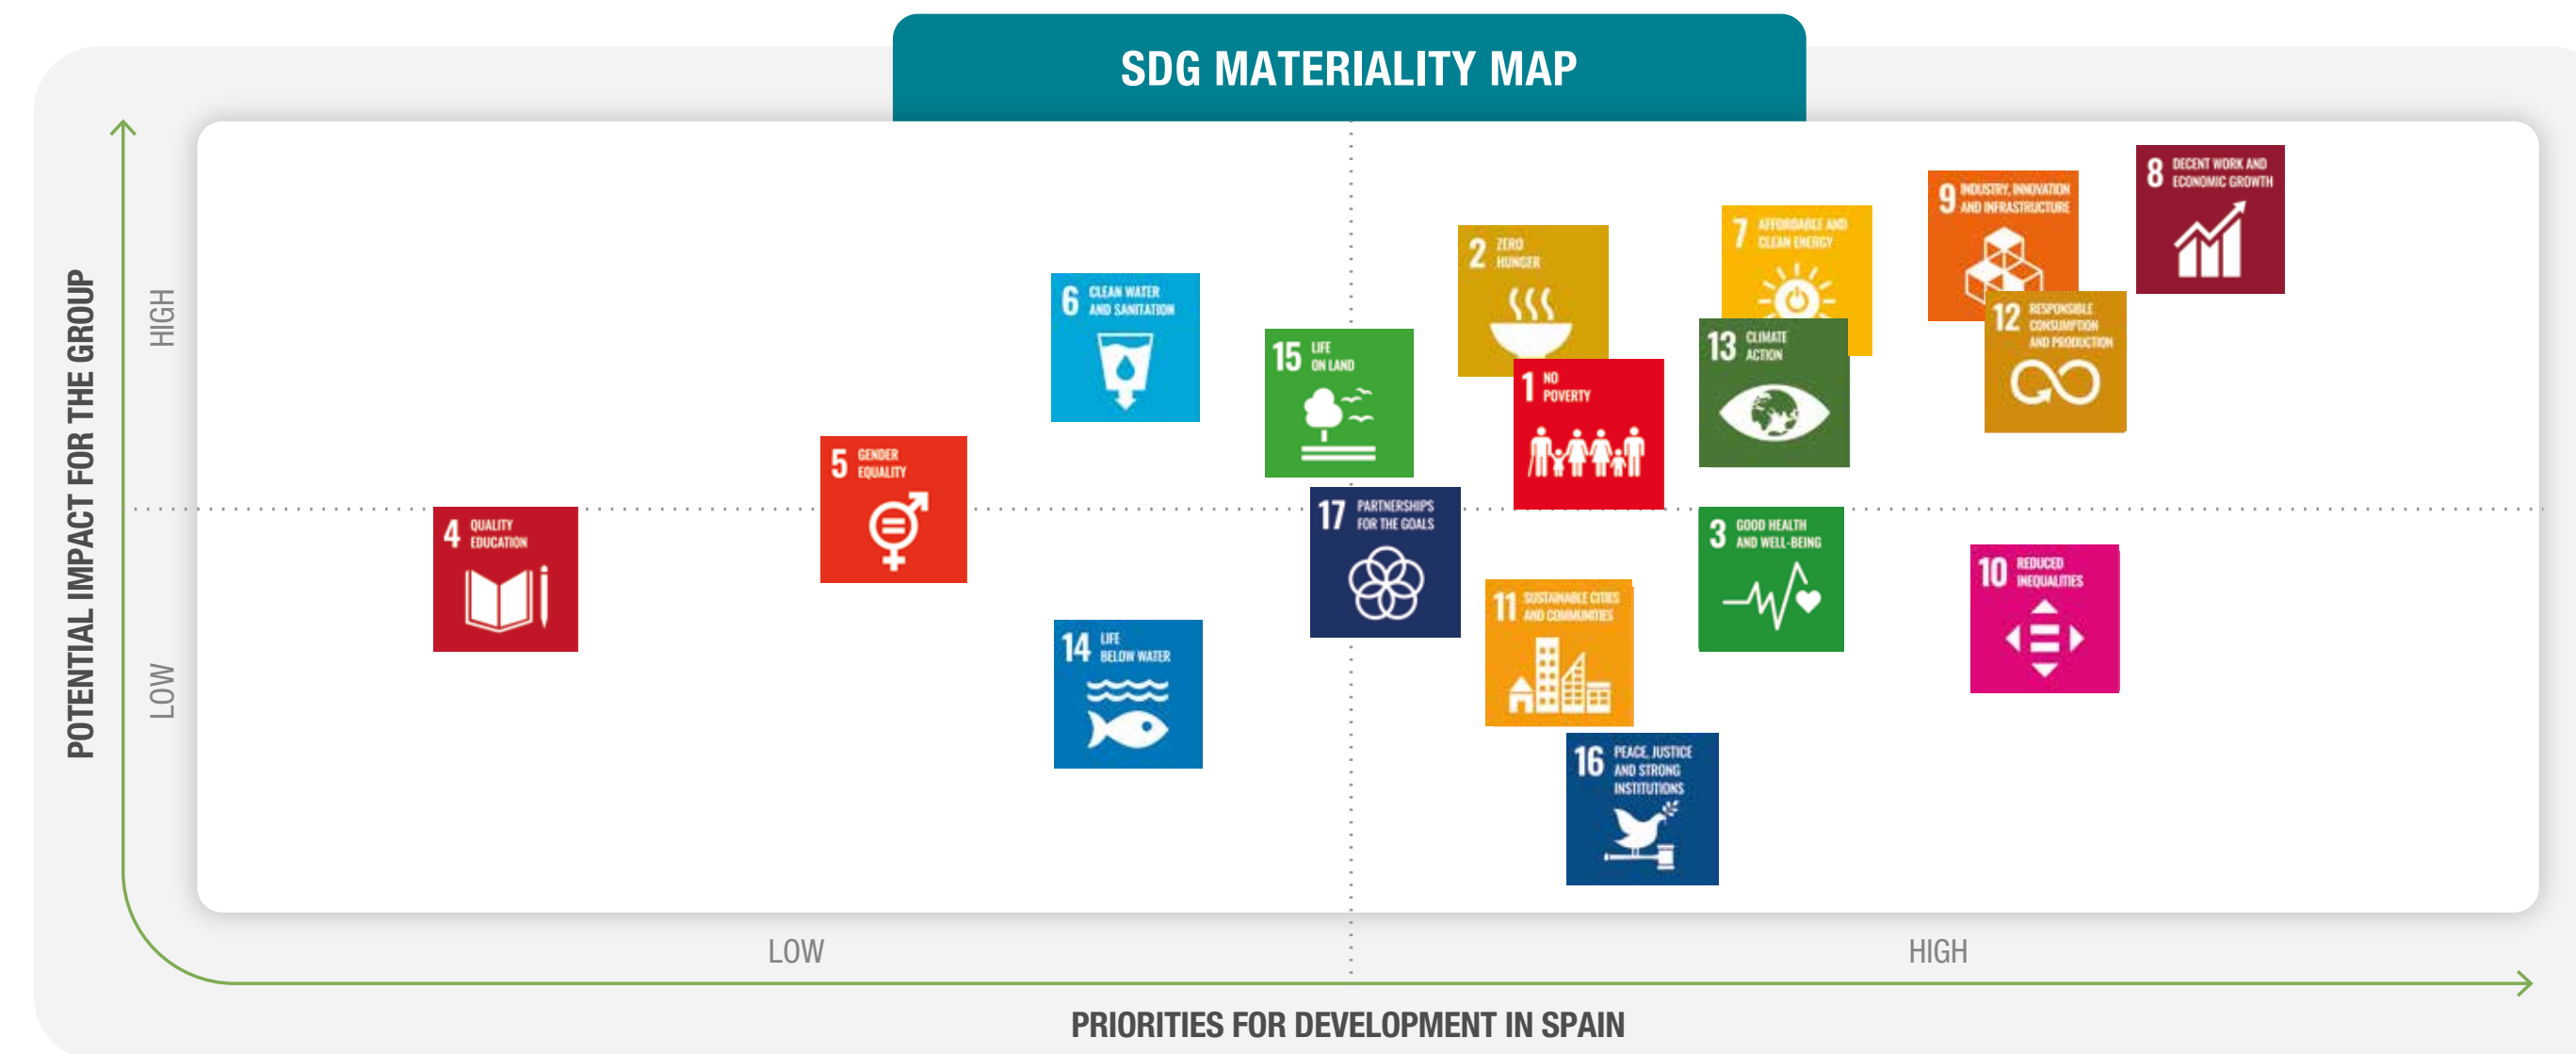 SDG MATERIALITY MAP
POTENTIAL IMPACT FOR THE GROUP
HIGH
LOW
8 DECENT WORK AND
ECONOMIC GROWTH
9 INDUSTRY, INNOVATION
AND INFRASTRUCTURE
7 AFFORDABLE AND
CLEAN ENERGY
2 ZERO
HUNGER
6 CLEAN WATER
AND SANITATION
12 RESPONSIBLE
CONSUMPTION
AND PRODUCTION
15 LIFE
ON LAND
13 CLIMATE
ACTION
1 NO
POVERTY
5 GENDER
EQUALITY
17 PARTNERSHIPS
FOR THE GOALS
4 QUALITY
EDUCATION
3 GOOD HEALTH
AND WELL-BEING
10 REDUCED
INEQUALITIES
11 SUSTAINABLE CITIES
AND COMMUNITIES
14 LIFE
BELOW WATER
16 PEACE, JUSTICE
AND STRONG
INSTITUTIONS
LOW
HIGH
PRIORITIES FOR DEVELOPMENT IN SPAIN